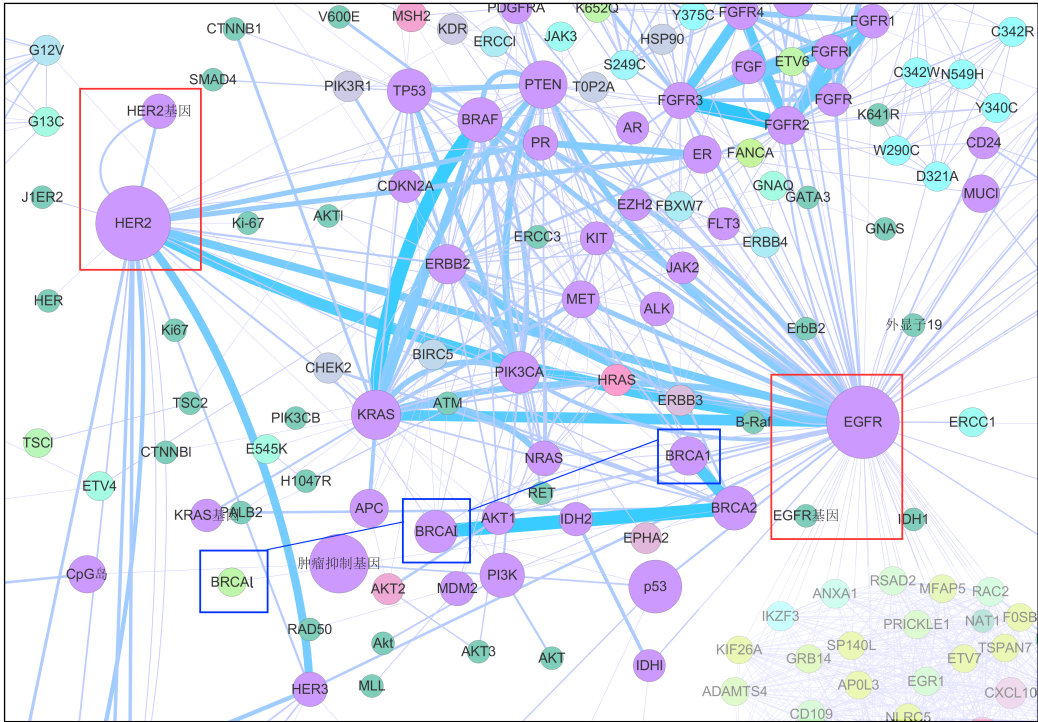 V600E
MSH2
PDGFRA
K652Q
Y375C
FGFR4
FGFR1
CTNNB1
KDR
ERCCl
JAK3
HSP90
C342R
G12V
S249C
FGF
ETV6
FGFRl
SMAD4
PIK3R1
TP53
PTEN
T0P2A
FGFR3
FGFR
C342W
N549H
HER2基因
G13C
BRAF
AR
FGFR2
K641R
Y340C
PR
ER
FANCA
W290C
CD24
J1ER2
CDKN2A
GNAQ
GATA3
D321A
MUCl
HER2
Ki-67
AKTl
EZH2
FBXW7
FLT3
GNAS
ERCC3
KIT
ERBB4
ERBB2
JAK2
HER
MET
ALK
ErbB2
外显子19
Ki67
CHEK2
BIRC5
PIK3CA
HRAS
TSC2
PIK3CB
KRAS
ATM
ERBB3
B-Raf
EGFR
ERCC1
TSCl
CTNNBl
E545K
NRAS
BRCA1
ETV4
H1047R
RET
KRAS基因
PALB2
APC
BRCAl
AKT1
IDH2
BRCA2
EGFR基因
IDH1
EPHA2
CpG岛
BRCAl
肿瘤抑制基因
AKT2
MDM2
PI3K
p53
ANXA1
RSAD2
MFAP5
RAC2
IKZF3
PRICKLE1
NAT1
F0SB
RAD50
Akt
AKT3
AKT
IDHl
KIF26A
GRB14
SP140L
ETV7
TSPAN7
HER3
MLL
ADAMTS4
AP0L3
EGR1
CXCL10
CD109
NLRC5